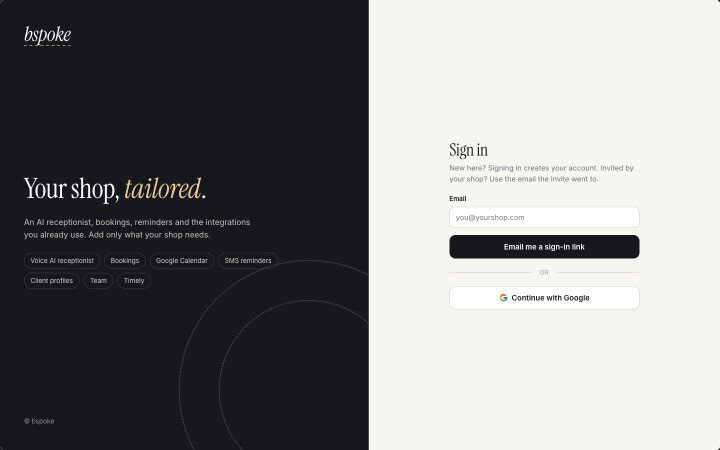 bspoke
Your shop, tailored.
An AI receptionist, bookings, reminders and the integrations
you already use. Add only what your shop needs.
Voice AI receptionist
Bookings
Google Calendar
SMS reminders
Client profiles
Team
Timely
© bspoke
Sign in
New here? Signing in creates your account. Invited by
your shop? Use the email the invite went to.
Email
you@yourshop.com
Email me a sign-in link
OR
Continue with Google